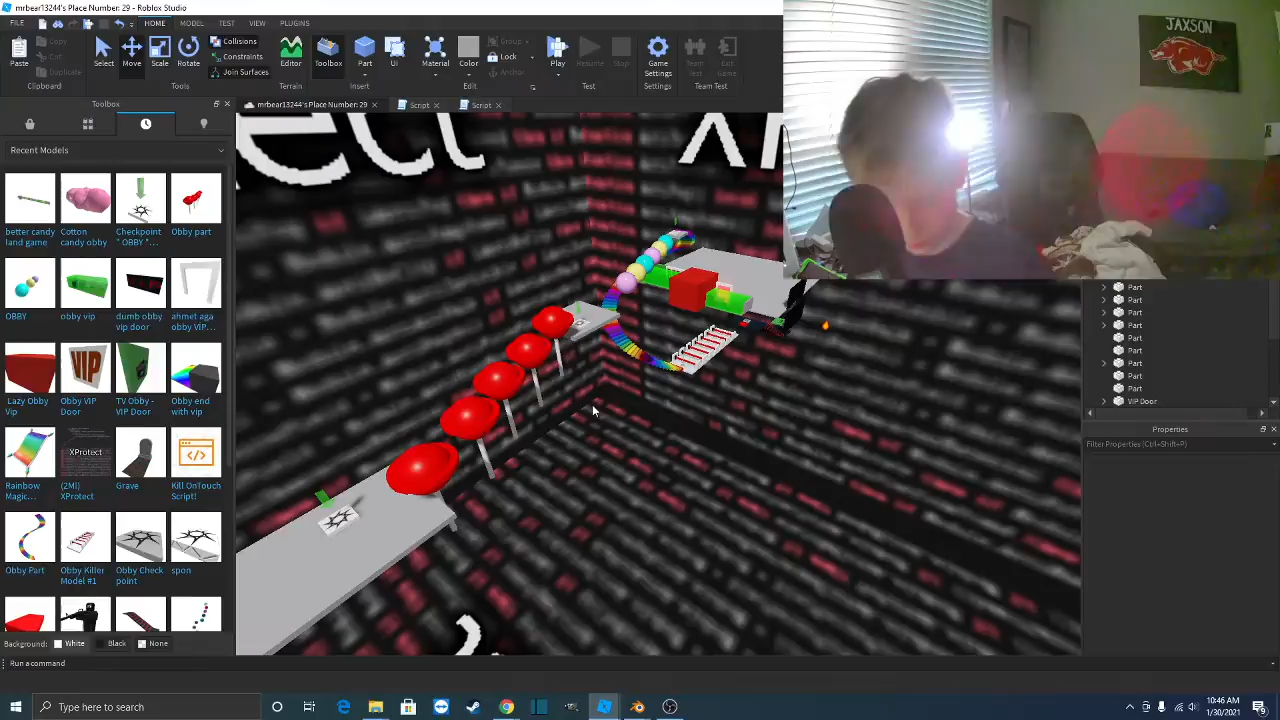 mrbear13244's Place Number: 29 - Roblox Studio
FILE
HOME
MODEL
TEST
VIEW
PLUGINS
Paste
Copy
Cut
Duplicate
Clipboard
Move
Scale
Rotate
Tools
Collisions
Constraints
Join Surfaces
Editor
Terrain
Toolbox
Part
UI
Insert
Material
Color
Group
Lock
Anchor
Edit
Play
Resume
Stop
Test
Game
Settings
Settings
Team
Test
Exit
Game
Team Test
JAXSON
box
mrbear13244's Place Number
Script
Script
Recent Models
better candy
land game
Cotton
candy obby
Checkpoint
" OBBY "...
Obby part
OBBY
obby vip
dumb obby
vip door
ahmet aga
obby VIP...
Lazy Obby
Vip
Obby VIP
Door
TV Obby -
VIP Door
Obby end
with vip
VIP
XProtect
Rainbow
Magic...
(2MI)
XProtect
Grave
Kill OnTouch
Script!
Obby Part
Obby Killer
Model #1
Obby Check
point
spon
Background:
White
Black
None
Run a command
Part
Part
Part
Part
Part
Part
Part
Part
Part
VIP Door
Properties
Filter Properties (Ctrl+Shift+P)
Type here to search
10:46 AM
1/30/2021